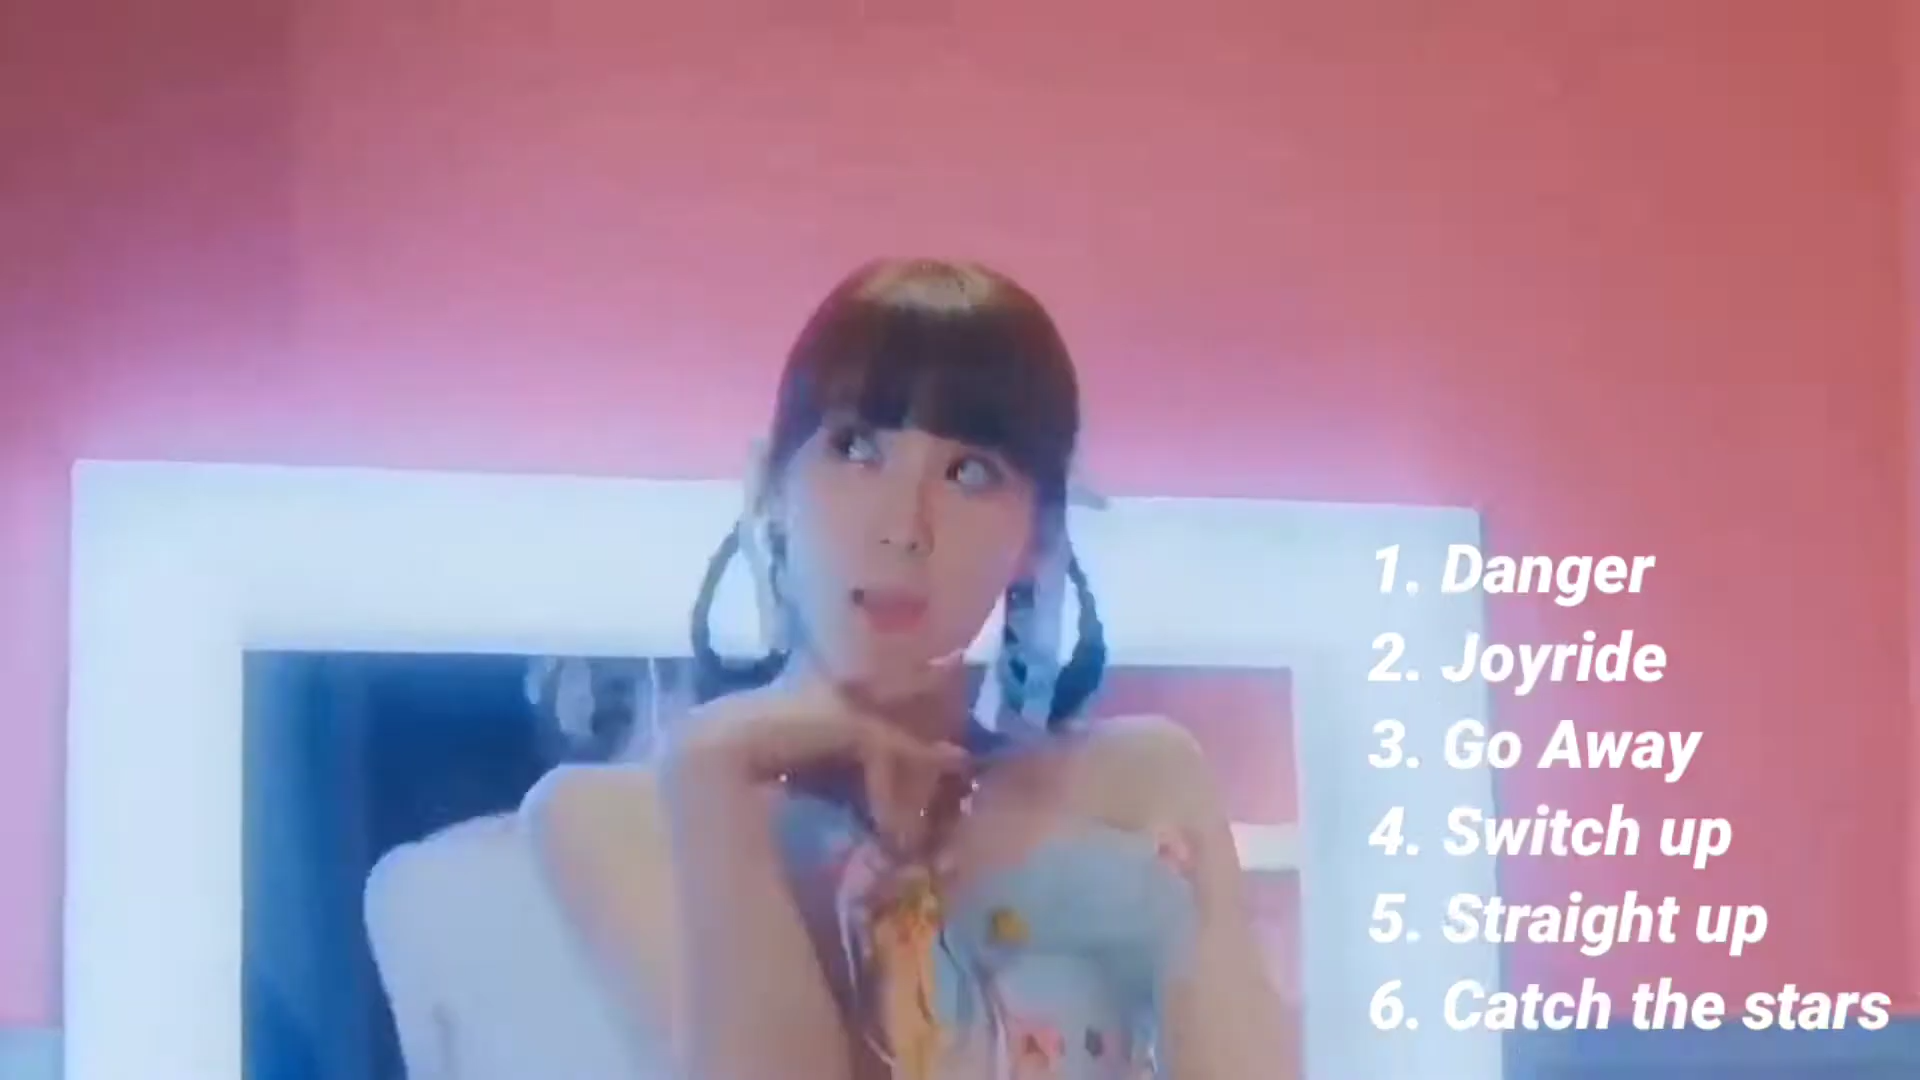 1. Danger
2. Joyride
3. Go Away
4. Switch up
5. Straight up
6. Catch the stars